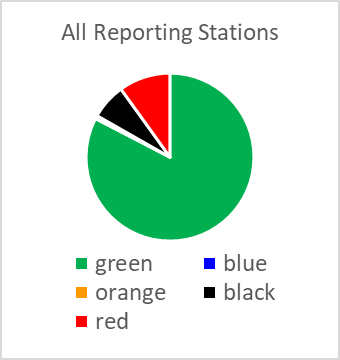 All Reporting Stations
green blue
orange black
red